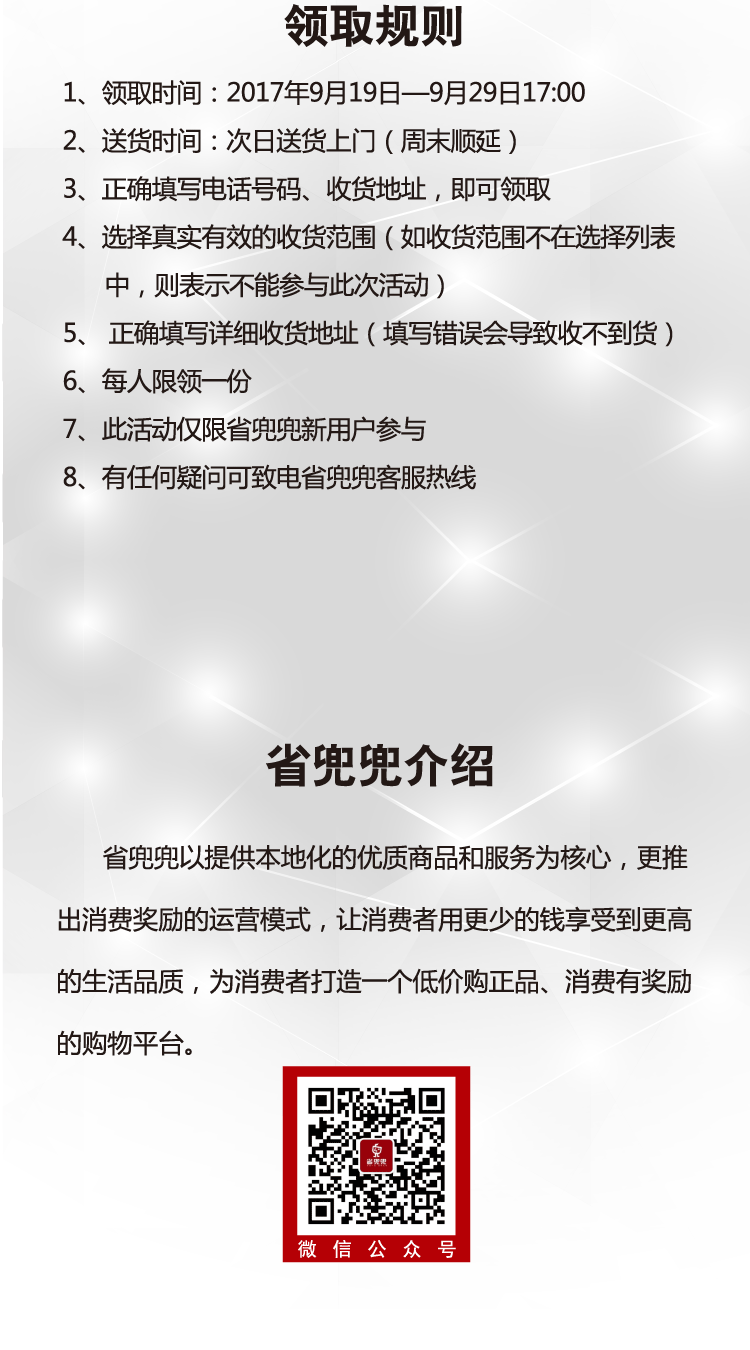 领取规则
1、领取时间：2017年9月19日—9月29日17:00
2、送货时间：次日送货上门（周末顺延）
3、正确填写电话号码、收货地址，即可领取
4、选择真实有效的收货范围（如收货范围不在选择列表
中，则表示不能参与此次活动）
5、 正确填写详细收货地址（填写错误会导致收不到货）
6、每人限领一份
7、此活动仅限省兜兜新用户参与
8、有任何疑问可致电省兜兜客服热线
省兜兜介绍
省兜兜以提供本地化的优质商品和服务为核心，更推
出消费奖励的运营模式，让消费者用更少的钱享受到更高
的生活品质，为消费者打造一个低价购正品、消费有奖励
的购物平台。
省兜兜
微信公众号